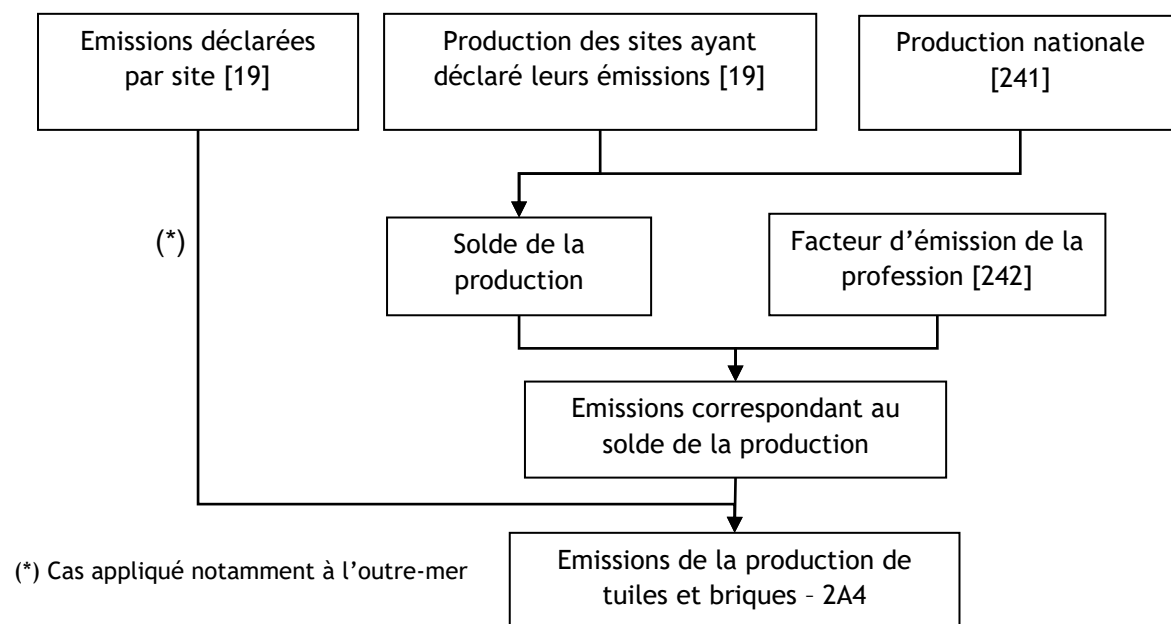 Emissions déclarées
par site [19]
Production des sites ayant
déclaré leurs émissions [19]
Production nationale
[241]
(*)
Solde de la
production
Facteur d’émission de la
profession [242]
Emissions correspondant au
solde de la production
(*) Cas appliqué notamment à l’outre-mer
Emissions de la production de
tuiles et briques – 2A4